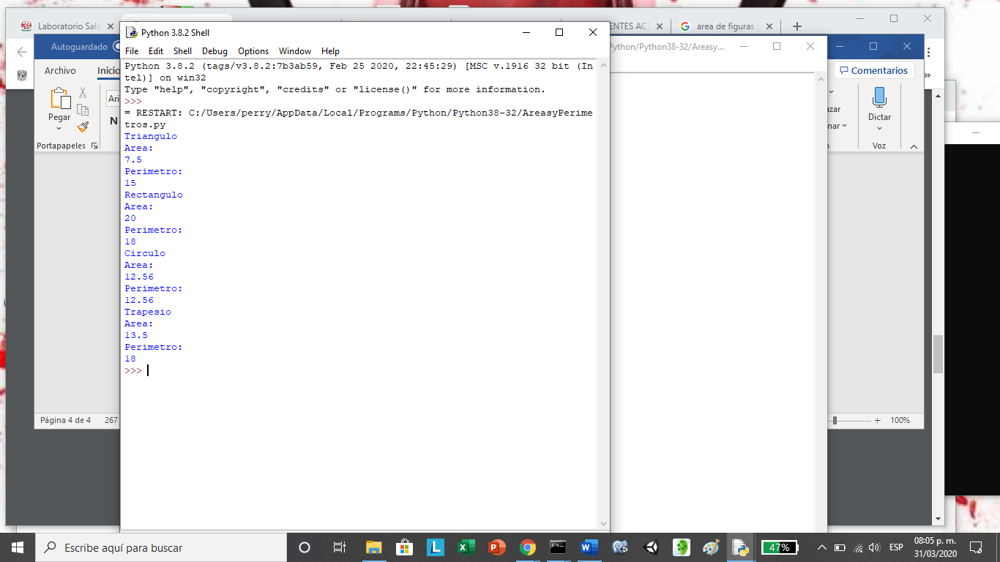 Laboratorio Sala
ENTES ACT
area de figuras g
Autoguardado
Python 3.8.2 Shell
Python/Python38-32/Areasy...
File Edit Shell Debug Options Window Help
Archivo
Inicio
Comentarios
Python 3.8.2 (tags/v3.8.2:7b3ab59, Feb 25 2020, 22:45:29) [MSC v.1916 32 bit (In
tel)] on win32
Type "help", "copyright", "credits" or "license()" for more information.
>>>
= RESTART: C:/Users/perry/AppData/Local/Programs/Python/Python38-32/AreasyPerime
tros.py
Triangulo
Area:
7.5
Perimetro:
15
Rectangulo
Area:
20
Perimetro:
18
Circulo
Area:
12.56
Perimetro:
12.56
Trapesio
Area:
13.5
Perimetro:
18
>>>
Pegar
Ari
N
Portapapeles
azar
nar
Dictar
Voz
Página 4 de 4 267
100%
Escribe aquí para buscar
47%
ESP
08:05 p. m.
31/03/2020